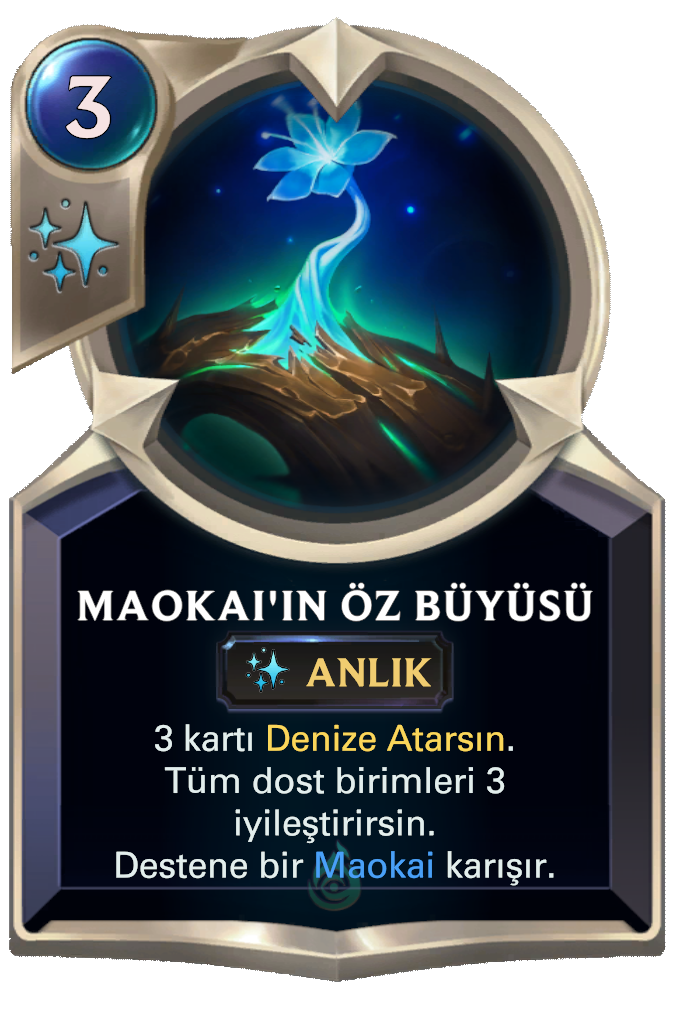 3
MAOKAI'IN ÖZ BÜYÜSÜ
ANLIK
3 kartı Denize Atarsın.
Tüm dost birimleri 3
iyileştirirsin.
Destene bir Maokai karışır.